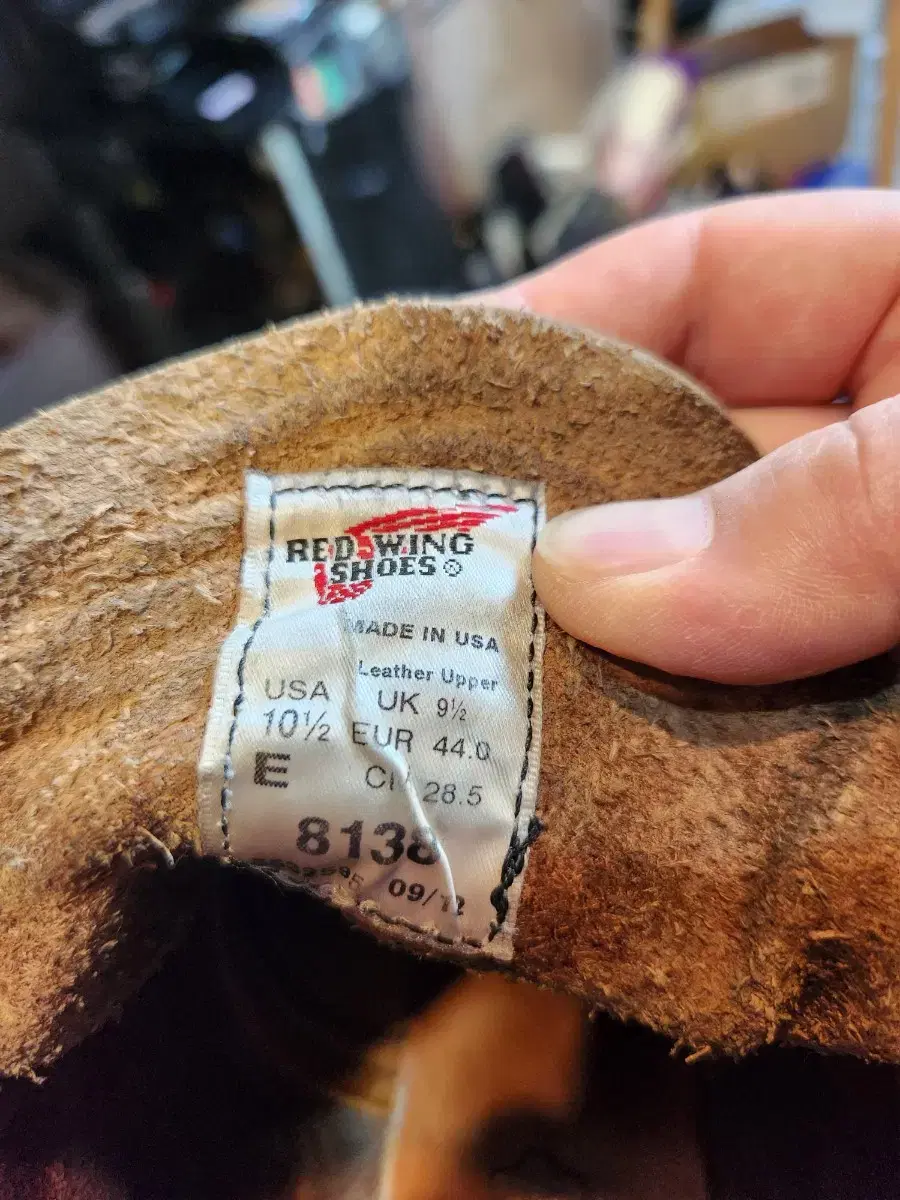 RED WING
SHOES®
MADE IN USA
Leather Upper
USA UK 9½
10½ EUR 44.0
E 28.5
8138
09/12